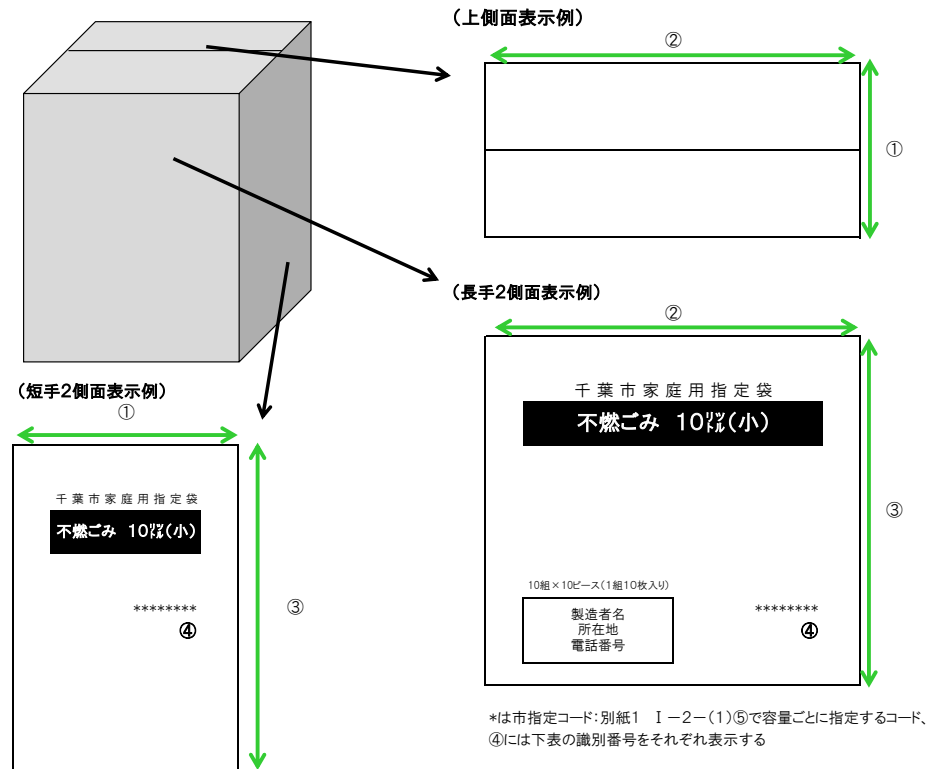 （上側面表示例）
②
①
（長手2側面表示例）
②
千葉市家庭用指定袋
不燃ごみ 10㍑(小)
③
10組×10ピース(1組10枚入り)
製造者名
所在地
電話番号
********
④
*は市指定コード：別紙1 Ⅰ－2－(1)⑤で容量ごとに指定するコード、
④には下表の識別番号をそれぞれ表示する
（短手2側面表示例）
①
千葉市家庭用指定袋
不燃ごみ 10㍑(小)
********
④
③